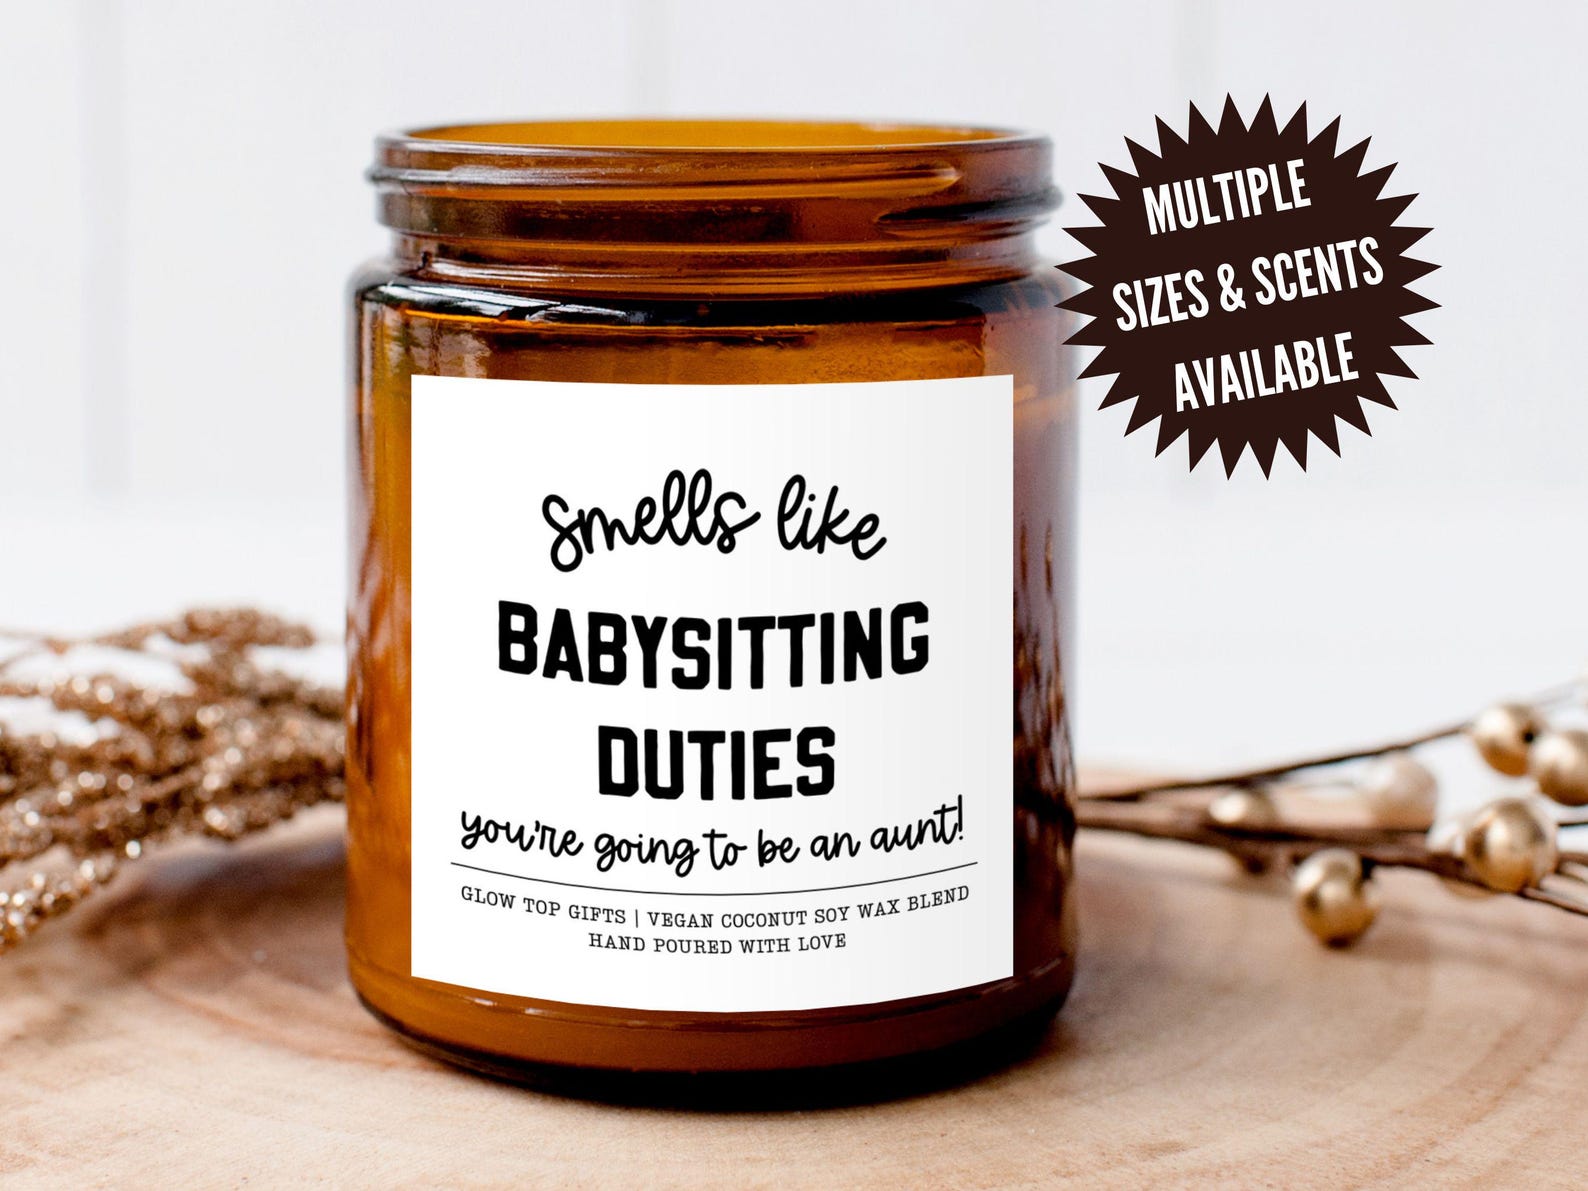 smells like
BABYSITTING
DUTIES
you're going to be an aunt!
GLOW TOP GIFTS | VEGAN COCONUT SOY WAX BLEND
HAND POURED WITH LOVE
MULTIPLE
SIZES & SCENTS
AVAILABLE